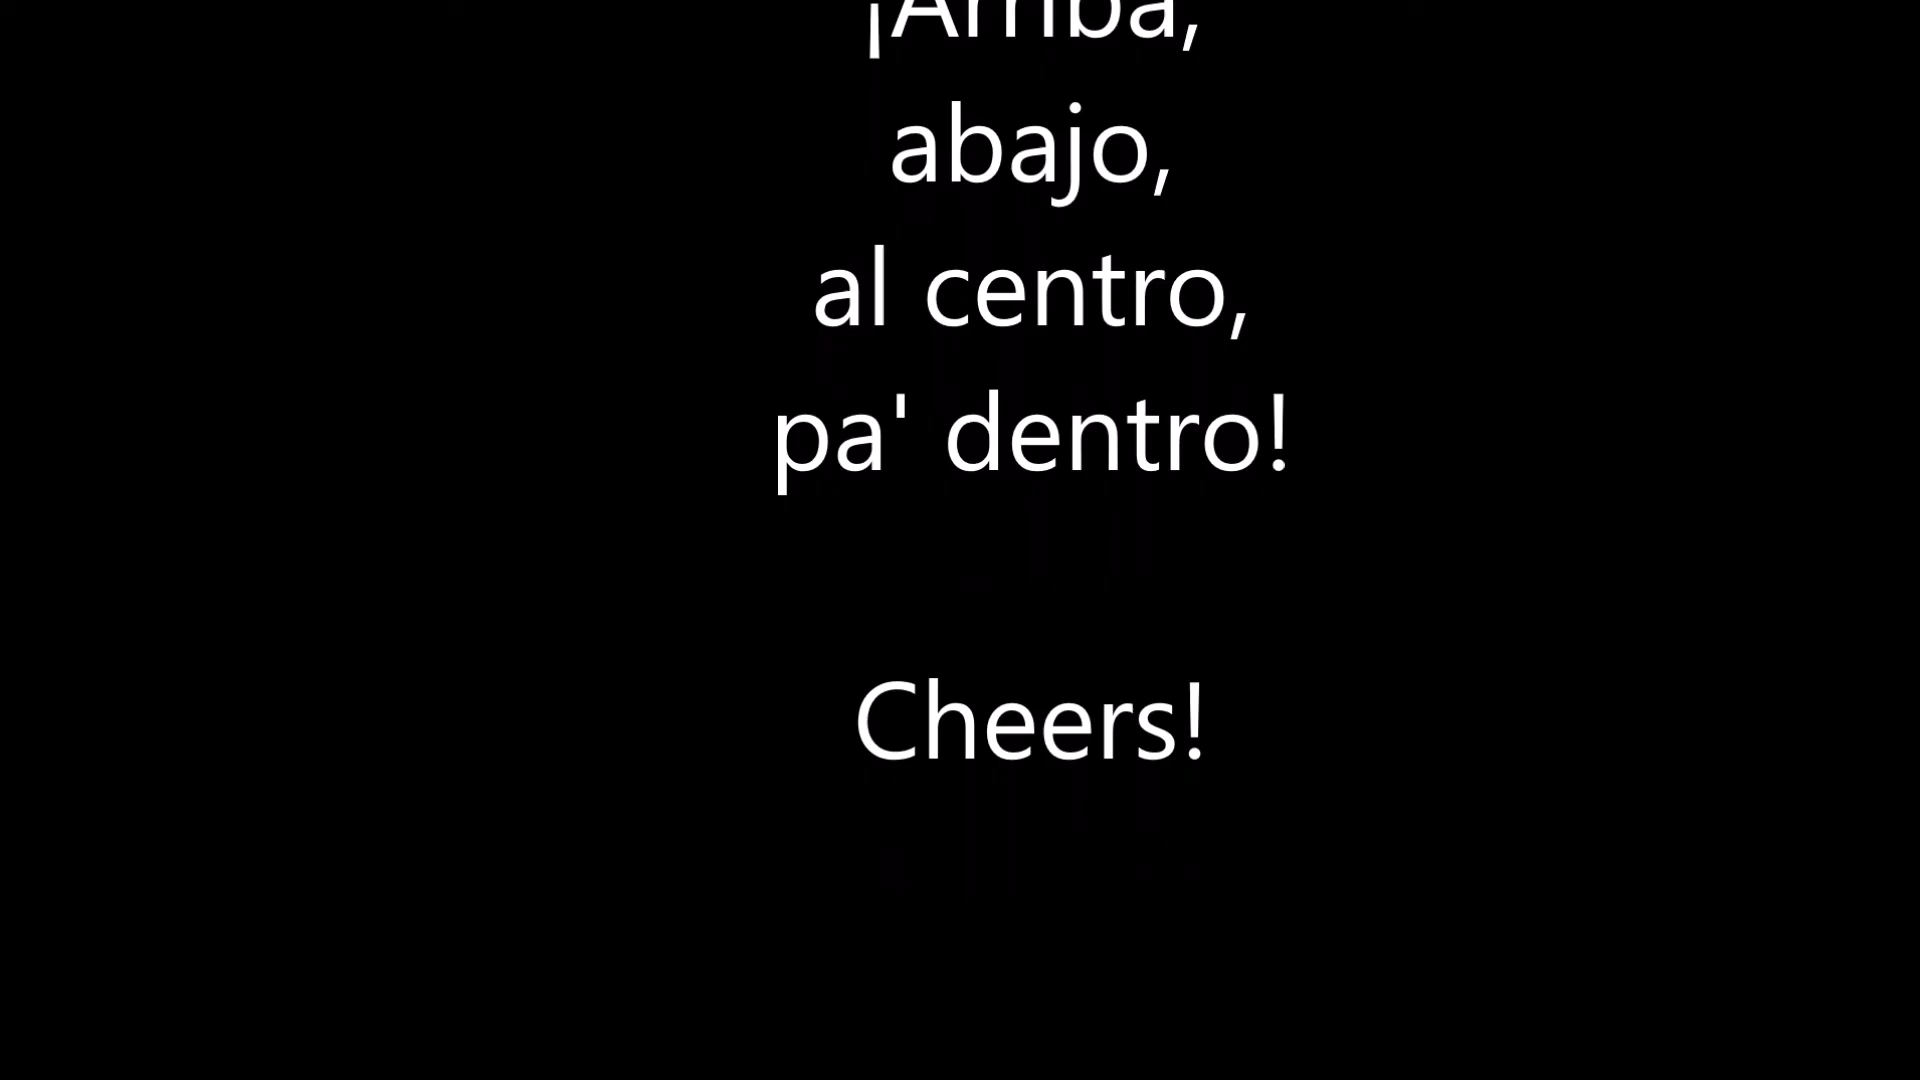 ¡Arriba,
abajo,
al centro,
pa' dentro!
Cheers!